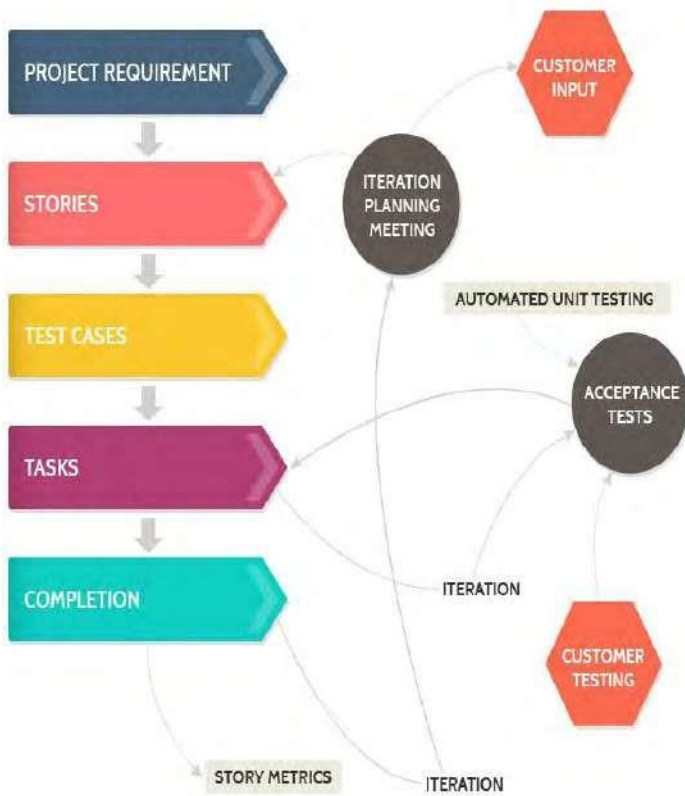 PROJECT REQUIREMENT
CUSTOMER
INPUT
STORIES
ITERATION
PLANNING
MEETING
AUTOMATED UNIT TESTING
TEST CASES
ACCEPTANCE
TESTS
TASKS
ITERATION
COMPLETION
CUSTOMER
TESTING
STORY METRICS
ITERATION